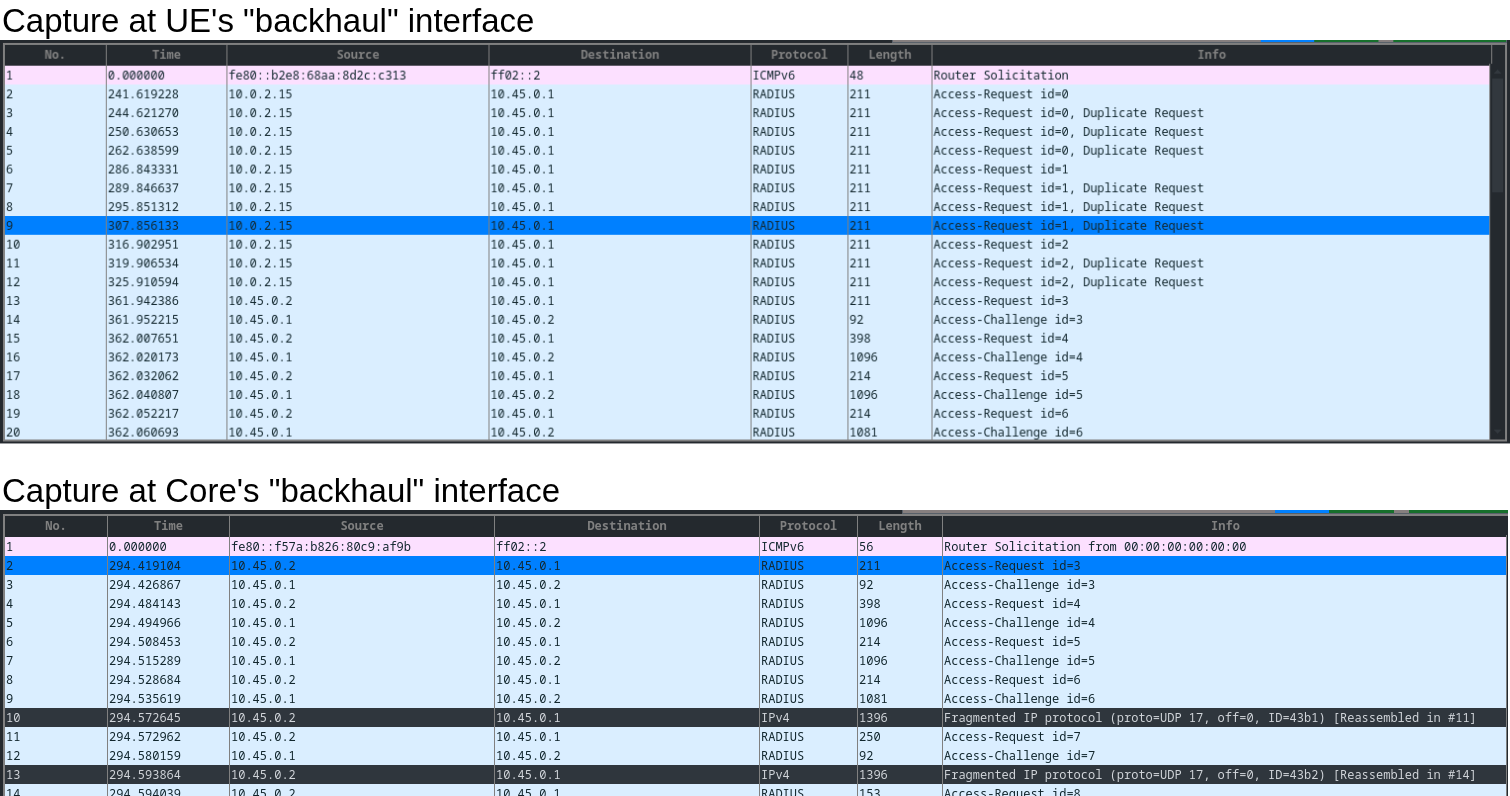 Capture at UE's "backhaul" interface
No. Time Source Destination Protocol Length Info
1 0.000000 fe80::b2e8:68aa:8d2c:c313 ff02::2 ICMPv6 48 Router Solicitation
2 241.619228 10.0.2.15 10.45.0.1 RADIUS 211 Access-Request id=0
3 244.621270 10.0.2.15 10.45.0.1 RADIUS 211 Access-Request id=0, Duplicate Request
4 250.630653 10.0.2.15 10.45.0.1 RADIUS 211 Access-Request id=0, Duplicate Request
5 262.638599 10.0.2.15 10.45.0.1 RADIUS 211 Access-Request id=0, Duplicate Request
6 286.843331 10.0.2.15 10.45.0.1 RADIUS 211 Access-Request id=1
7 289.846637 10.0.2.15 10.45.0.1 RADIUS 211 Access-Request id=1, Duplicate Request
8 295.851312 10.0.2.15 10.45.0.1 RADIUS 211 Access-Request id=1, Duplicate Request
9 307.856133 10.0.2.15 10.45.0.1 RADIUS 211 Access-Request id=1, Duplicate Request
10 316.902951 10.0.2.15 10.45.0.1 RADIUS 211 Access-Request id=2
11 319.906534 10.0.2.15 10.45.0.1 RADIUS 211 Access-Request id=2, Duplicate Request
12 325.910594 10.0.2.15 10.45.0.1 RADIUS 211 Access-Request id=2, Duplicate Request
13 361.942386 10.45.0.2 10.45.0.1 RADIUS 211 Access-Request id=3
14 361.952215 10.45.0.1 10.45.0.2 RADIUS 92 Access-Challenge id=3
15 362.007651 10.45.0.2 10.45.0.1 RADIUS 398 Access-Request id=4
16 362.020173 10.45.0.1 10.45.0.2 RADIUS 1096 Access-Challenge id=4
17 362.032062 10.45.0.2 10.45.0.1 RADIUS 214 Access-Request id=5
18 362.040807 10.45.0.1 10.45.0.2 RADIUS 1096 Access-Challenge id=5
19 362.052217 10.45.0.2 10.45.0.1 RADIUS 214 Access-Request id=6
20 362.060693 10.45.0.1 10.45.0.2 RADIUS 1081 Access-Challenge id=6
Capture at Core's "backhaul" interface
No. Time Source Destination Protocol Length Info
1 0.000000 fe80::f57a:b826:80c9:af9b ff02::2 ICMPv6 56 Router Solicitation from 00:00:00:00:00:00
2 294.419104 10.45.0.2 10.45.0.1 RADIUS 211 Access-Request id=3
3 294.426867 10.45.0.1 10.45.0.2 RADIUS 92 Access-Challenge id=3
4 294.484143 10.45.0.2 10.45.0.1 RADIUS 398 Access-Request id=4
5 294.494966 10.45.0.1 10.45.0.2 RADIUS 1096 Access-Challenge id=4
6 294.508453 10.45.0.2 10.45.0.1 RADIUS 214 Access-Request id=5
7 294.515289 10.45.0.1 10.45.0.2 RADIUS 1096 Access-Challenge id=5
8 294.528684 10.45.0.2 10.45.0.1 RADIUS 214 Access-Request id=6
9 294.535619 10.45.0.1 10.45.0.2 RADIUS 1081 Access-Challenge id=6
10 294.572645 10.45.0.2 10.45.0.1 IPv4 1396 Fragmented IP protocol (proto=UDP 17, off=0, ID=43b1) [Reassembled in #11]
11 294.572962 10.45.0.2 10.45.0.1 RADIUS 250 Access-Request id=7
12 294.580159 10.45.0.1 10.45.0.2 RADIUS 92 Access-Challenge id=7
13 294.593864 10.45.0.2 10.45.0.1 IPv4 1396 Fragmented IP protocol (proto=UDP 17, off=0, ID=43b2) [Reassembled in #14]
14 294.594039 10.45.0.2 10.45.0.1 RADIUS 153 Access-Request id=8